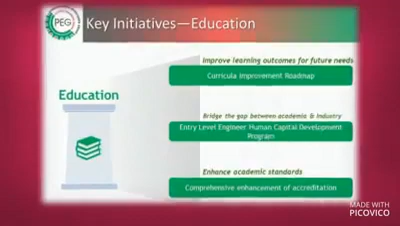 PEG
Key Initiatives—Education
Improve learning outcomes for future needs
Curricula Improvement Roadmap
Education
Bridge the gap between academia & Industry
Entry Level Engineer Human Capital Development
Program
Enhance academic standards
Comprehensive enhancement of accreditation
MADE WITH
PICOVICO